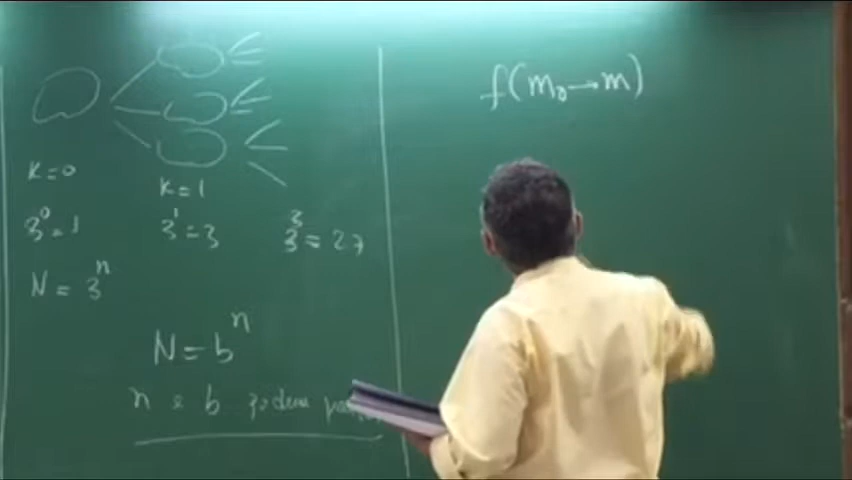 K=0
3⁰=1
N=3ⁿ
K=1
3¹=3
3³=27
N=bⁿ
n e b podem
f(m₀→m)